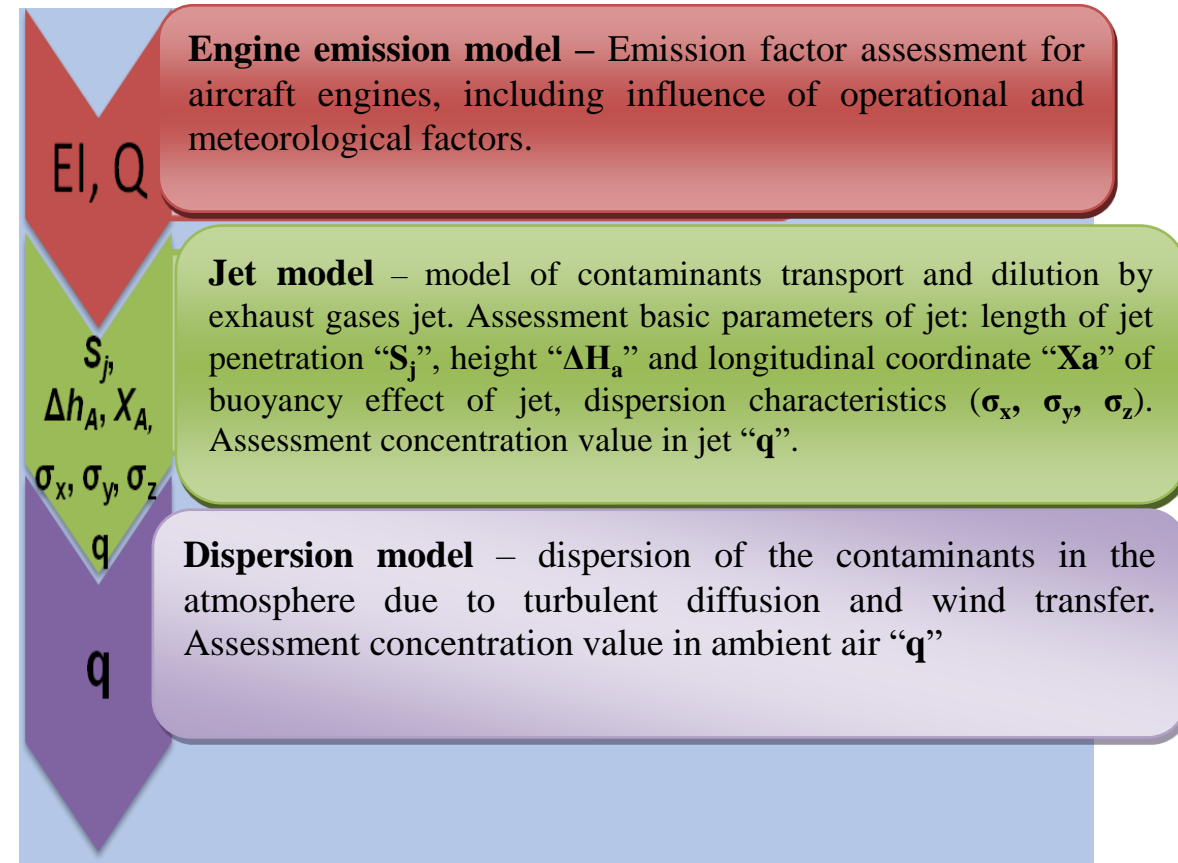 Engine emission model – Emission factor assessment for
aircraft engines, including influence of operational and
meteorological factors.
EI, Q
Jet model – model of contaminants transport and dilution by
exhaust gases jet. Assessment basic parameters of jet: length of jet
penetration “Sj”, height “ΔHa” and longitudinal coordinate “Xa” of
buoyancy effect of jet, dispersion characteristics (σx, σy, σz).
Assessment concentration value in jet “q”.
Sj,
ΔhA, XA,
σx, σy, σz
q
Dispersion model – dispersion of the contaminants in the
atmosphere due to turbulent diffusion and wind transfer.
Assessment concentration value in ambient air “q”
q